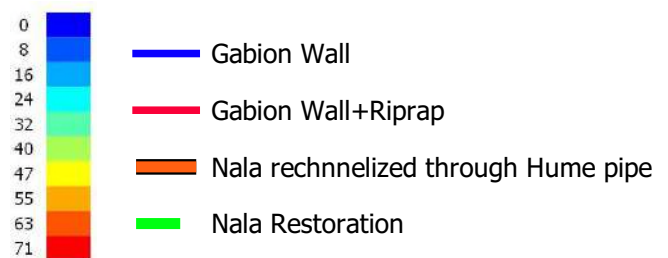 0
8
16
24
32
40
47
55
63
71
Gabion Wall
Gabion Wall+Riprap
Nala rechnnelized through Hume pipe
Nala Restoration